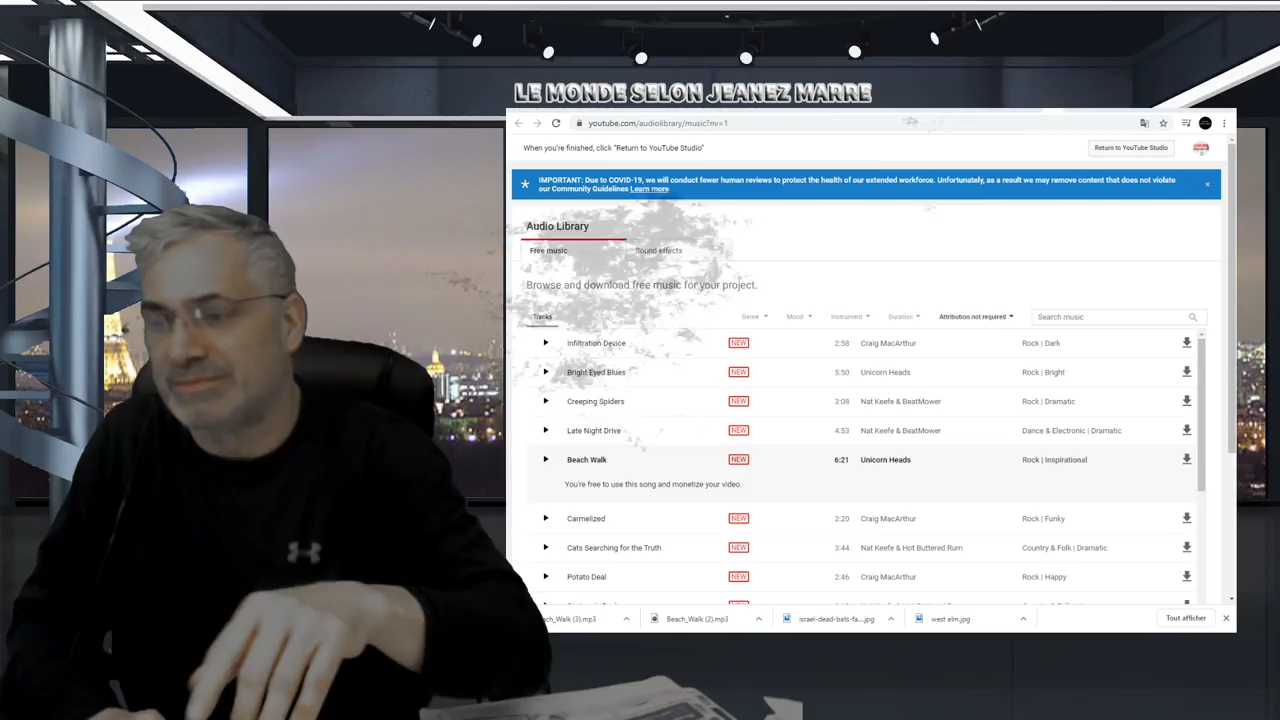 LE MONDE SELON JEANEZ MARRE
youtube.com/audiolibrary/music?nv=1
When you're finished, click "Return to YouTube Studio"
Return to YouTube Studio
IMPORTANT: Due to COVID-19, we will conduct fewer human reviews to protect the health of our extended workforce. Unfortunately, as a result we may remove content that does not violate
our Community Guidelines Learn more
Audio Library
Free music Sound effects
Browse and download free music for your project.
Tracks Genre Mood Instrument Duration Attribution not required Search music
Infiltration Device NEW 2:58 Craig MacArthur Rock | Dark
Bright Eyed Blues NEW 5:50 Unicorn Heads Rock | Bright
Creeping Spiders NEW 3:08 Nat Keefe & BeatMower Rock | Dramatic
Late Night Drive NEW 4:53 Nat Keefe & BeatMower Dance & Electronic | Dramatic
Beach Walk NEW 6:21 Unicorn Heads Rock | Inspirational
You're free to use this song and monetize your video.
Carmelized NEW 2:20 Craig MacArthur Rock | Funky
Cats Searching for the Truth NEW 3:44 Nat Keefe & Hot Buttered Rum Country & Folk | Dramatic
Potato Deal NEW 2:46 Craig MacArthur Rock | Happy
ach_Walk (3).mp3 Beach_Walk (2).mp3 israel-dead-bats-fa....jpg west elm.jpg Tout afficher